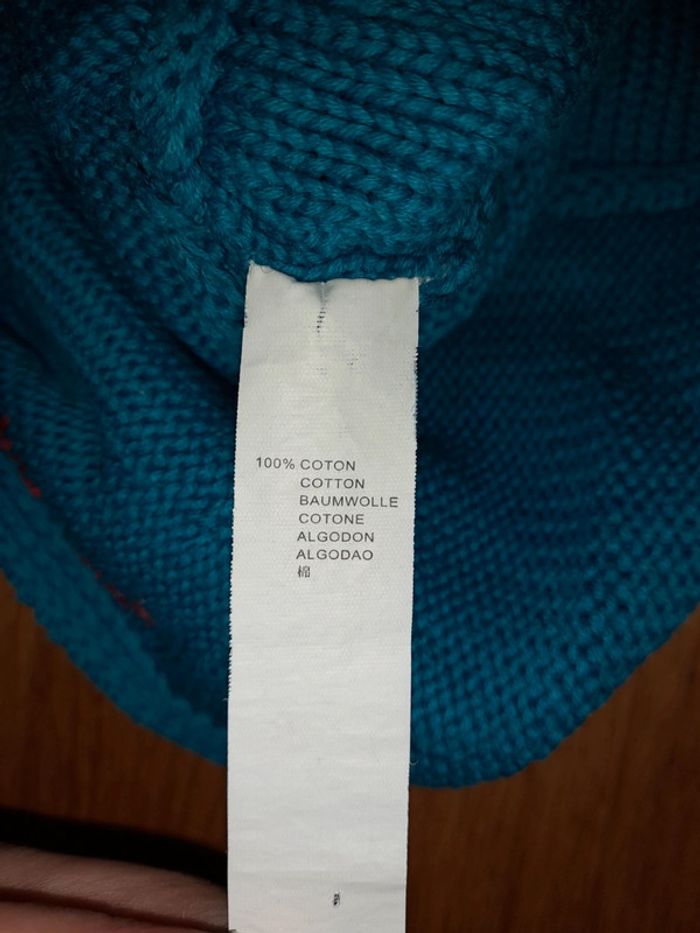 100% COTON
COTTON
BAUMWOLLE
COTONE
ALGODON
ALGODAO
棉